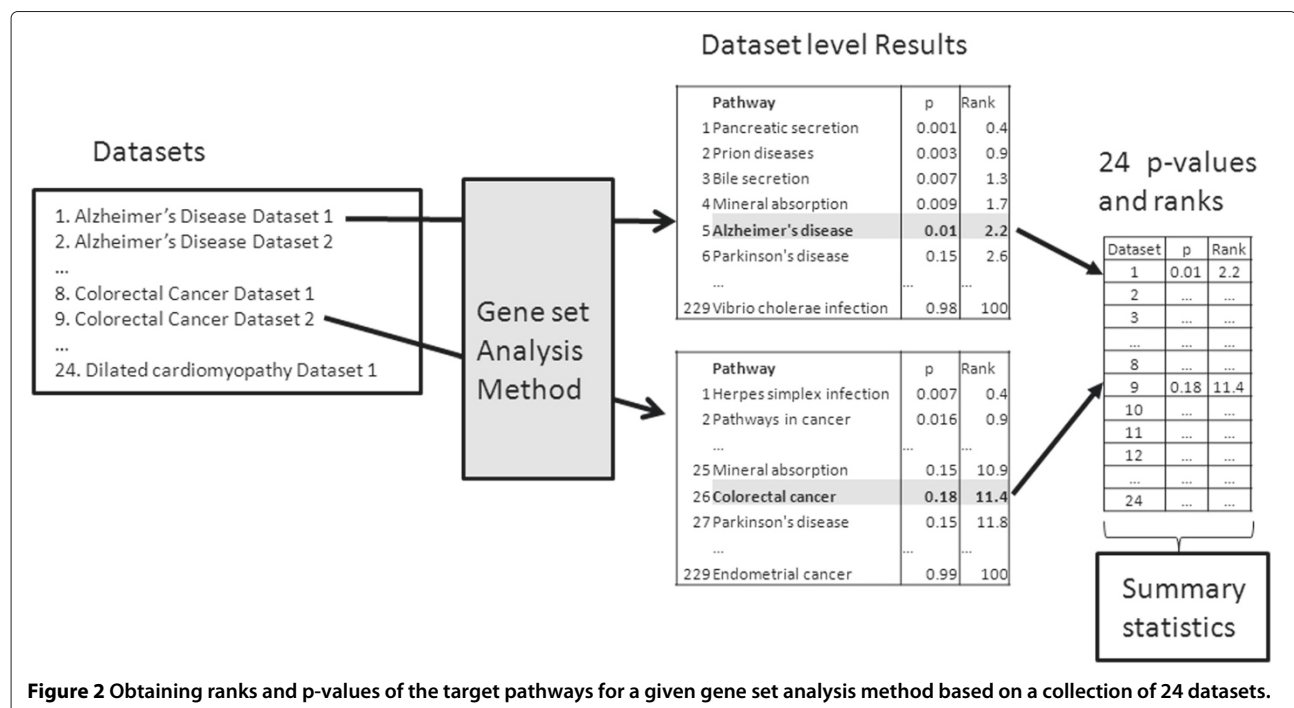 Dataset level Results
Datasets
1. Alzheimer's Disease Dataset 1
2. Alzheimer's Disease Dataset 2
...
8. Colorectal Cancer Dataset 1
9. Colorectal Cancer Dataset 2
...
24. Dilated cardiomyopathy Dataset 1
Gene set
Analysis
Method
Pathway p Rank
1 Pancreatic secretion 0.001 0.4
2 Prion diseases 0.003 0.9
3 Bile secretion 0.007 1.3
4 Mineral absorption 0.009 1.7
5 Alzheimer's disease 0.01 2.2
6 Parkinson's disease 0.15 2.6
... ... ...
229 Vibrio cholerae infection 0.98 100
Pathway p Rank
1 Herpes simplex infection 0.007 0.4
2 Pathways in cancer 0.016 0.9
... ... ...
25 Mineral absorption 0.15 10.9
26 Colorectal cancer 0.18 11.4
27 Parkinson's disease 0.15 11.8
... ... ...
229 Endometrial cancer 0.99 100
24 p-values
and ranks
Dataset p Rank
1 0.01 2.2
2 ... ...
3 ... ...
... ... ...
8 ... ...
9 0.18 11.4
10 ... ...
11 ... ...
12 ... ...
... ... ...
24 ... ...
Summary
statistics
Figure 2 Obtaining ranks and p-values of the target pathways for a given gene set analysis method based on a collection of 24 datasets.